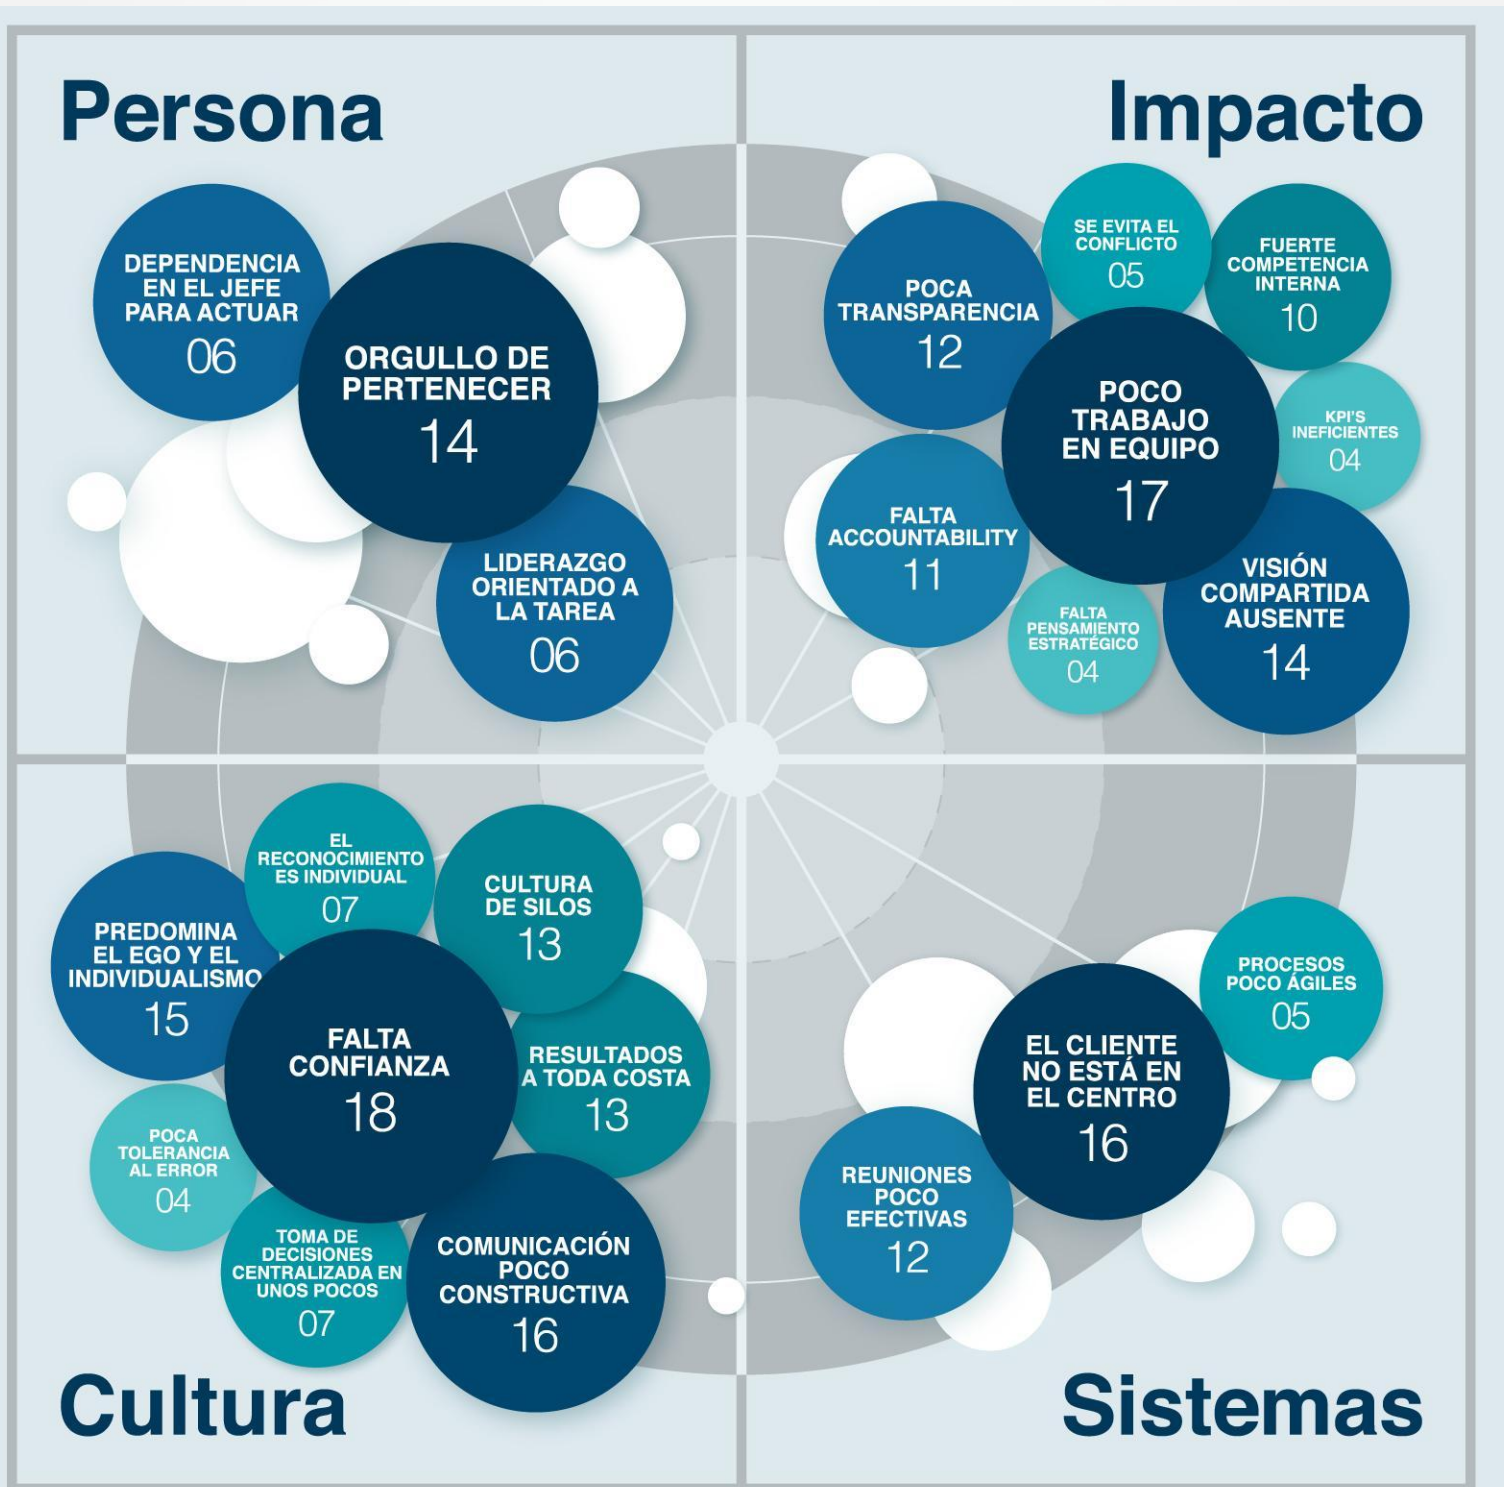 Persona
DEPENDENCIA
EN EL JEFE
PARA ACTUAR
06
ORGULLO DE
PERTENECER
14
LIDERAZGO
ORIENTADO A
LA TAREA
06
Impacto
POCA
TRANSPARENCIA
12
SE EVITA EL
CONFLICTO
05
FUERTE
COMPETENCIA
INTERNA
10
POCO
TRABAJO
EN EQUIPO
17
KPI'S
INEFICIENTES
04
FALTA
ACCOUNTABILITY
11
FALTA
PENSAMIENTO
ESTRATÉGICO
04
VISIÓN
COMPARTIDA
AUSENTE
14
EL
RECONOCIMIENTO
ES INDIVIDUAL
07
CULTURA
DE SILOS
13
PREDOMINA
EL EGO Y EL
INDIVIDUALISMO
15
FALTA
CONFIANZA
18
RESULTADOS
A TODA COSTA
13
POCA
TOLERANCIA
AL ERROR
04
TOMA DE
DECISIONES
CENTRALIZADA EN
UNOS POCOS
07
COMUNICACIÓN
POCO
CONSTRUCTIVA
16
Cultura
PROCESOS
POCO ÁGILES
05
EL CLIENTE
NO ESTÁ EN
EL CENTRO
16
REUNIONES
POCO
EFECTIVAS
12
Sistemas